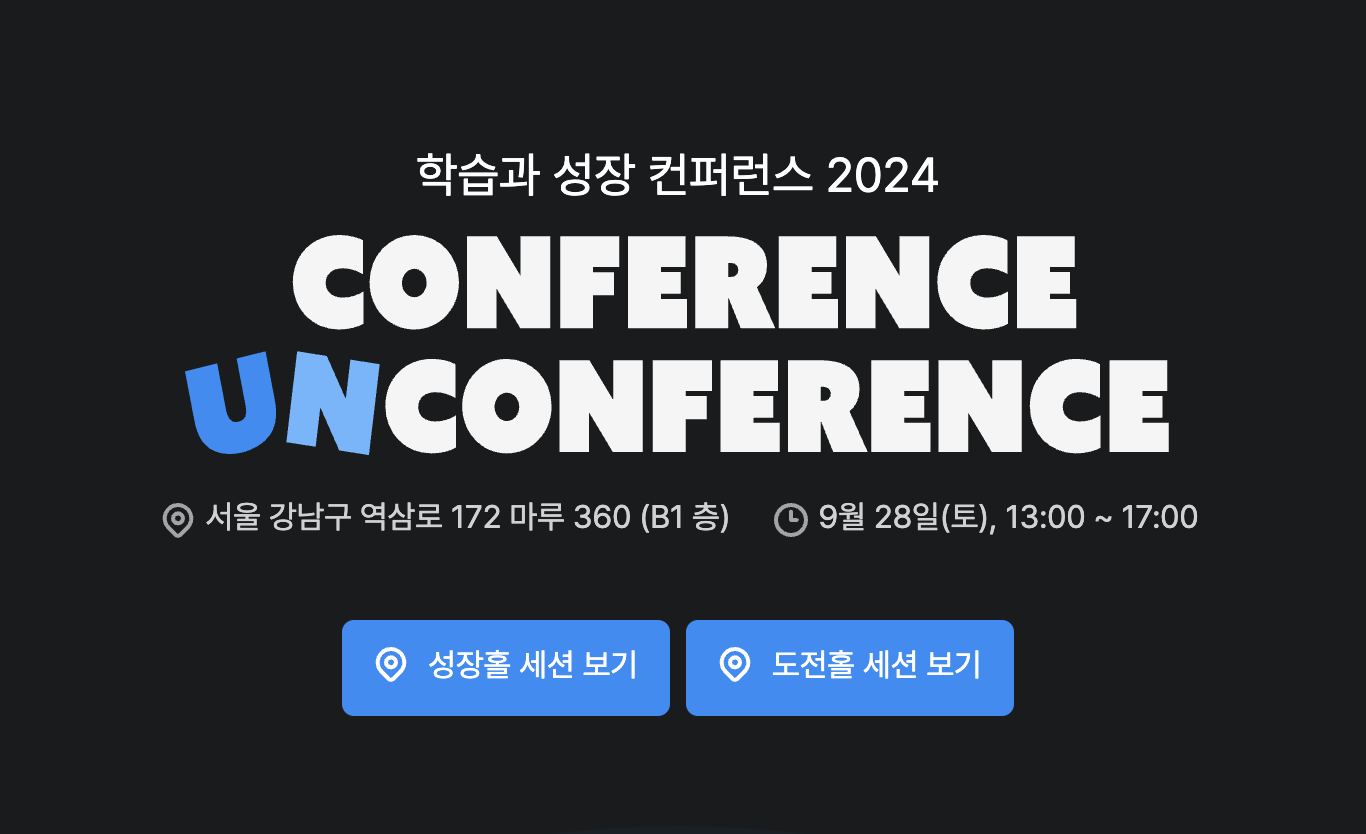 학습과 성장 컨퍼런스 2024
CONFERENCE
UNCONFERENCE
서울 강남구 역삼로 172 마루 360 (B1 층)
9월 28일(토), 13:00 ~ 17:00
성장홀 세션 보기
도전홀 세션 보기